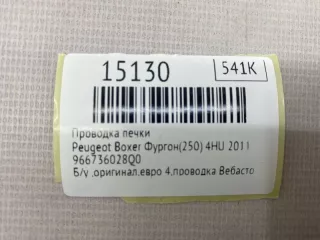 15130
541K
Проводка печки
Peugeot Boxer Фургон(250) 4HU 2011
966736028Q0
Б/у ,оригинал.евро 4,проводка Вебасто